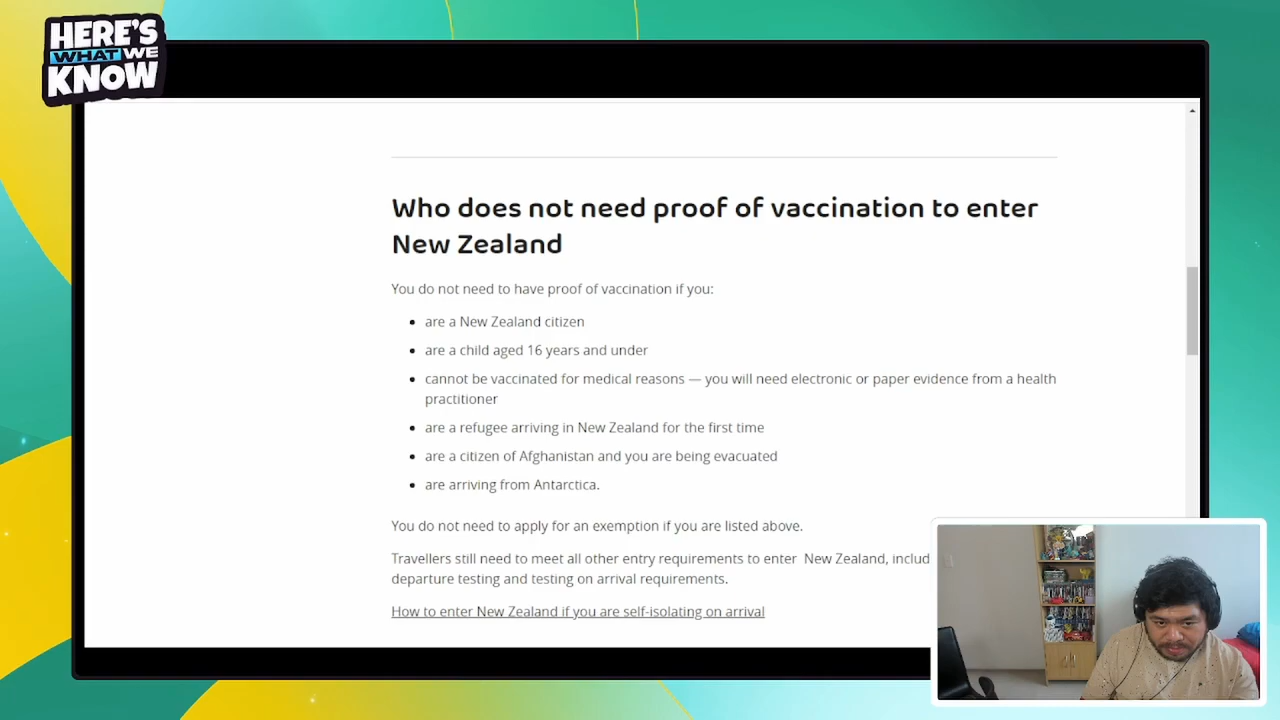 HERE'S
WHAT WE
KNOW
Who does not need proof of vaccination to enter
New Zealand
You do not need to have proof of vaccination if you:
are a New Zealand citizen
are a child aged 16 years and under
cannot be vaccinated for medical reasons — you will need electronic or paper evidence from a health
practitioner
are a refugee arriving in New Zealand for the first time
are a citizen of Afghanistan and you are being evacuated
are arriving from Antarctica.
You do not need to apply for an exemption if you are listed above.
Travellers still need to meet all other entry requirements to enter New Zealand, includ
departure testing and testing on arrival requirements.
How to enter New Zealand if you are self-isolating on arrival